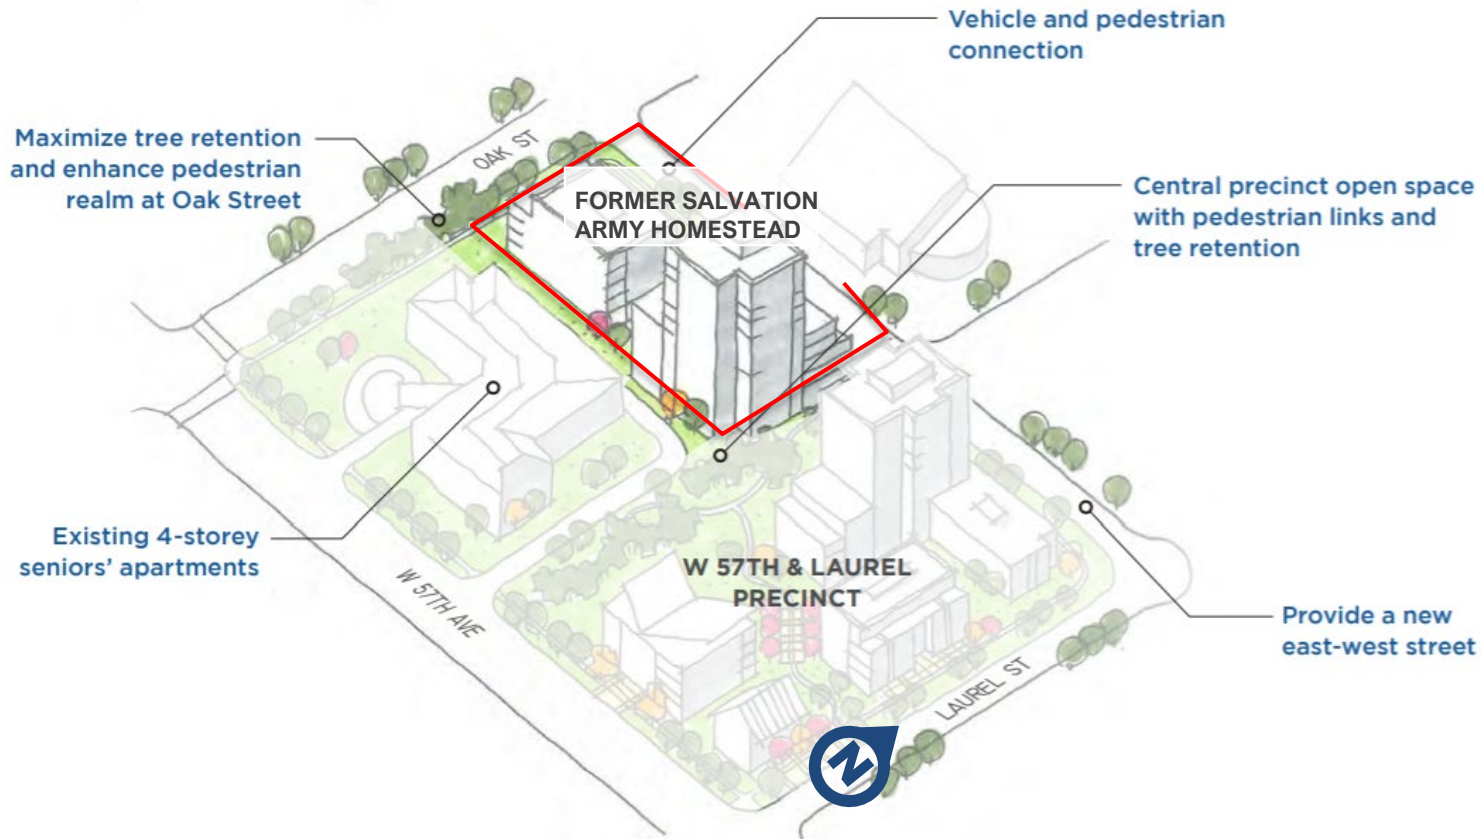 Vehicle and pedestrian
connection
Maximize tree retention
and enhance pedestrian
realm at Oak Street
OAK ST
FORMER SALVATION
ARMY HOMESTEAD
Central precinct open space
with pedestrian links and
tree retention
Existing 4-storey
seniors’ apartments
W 57TH AVE
W 57TH & LAUREL
PRECINCT
Provide a new
east-west street
LAUREL ST
N